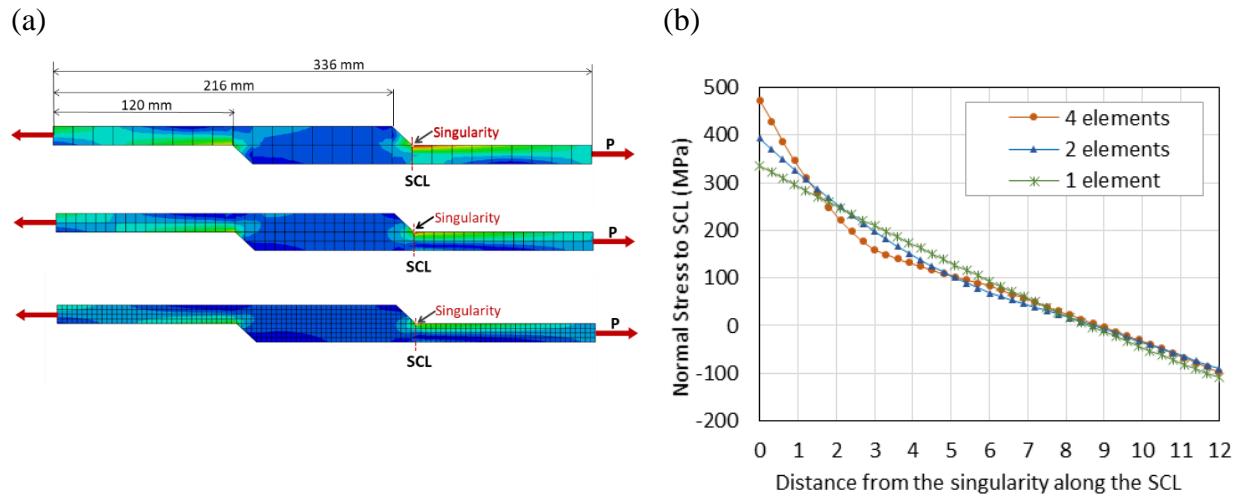 (a)
336 mm
216 mm
120 mm
Singularity
P
SCL
Singularity
P
SCL
Singularity
P
SCL
(b)
Normal Stress to SCL (MPa)
500
400
300
200
100
0
-100
-200
4 elements
2 elements
1 element
0 1 2 3 4 5 6 7 8 9 10 11 12
Distance from the singularity along the SCL